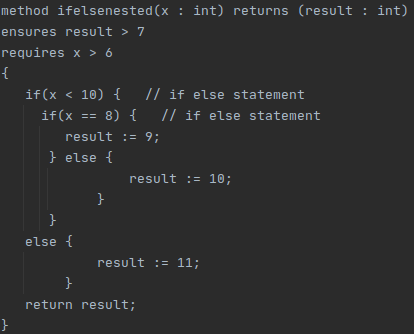 method ifelsenested(x : int) returns (result : int)
ensures result > 7
requires x > 6
{
   if(x < 10) {   // if else statement
     if(x == 8) {   // if else statement
        result := 9;
      } else {
                result := 10;
            }
      }
   else {
            result := 11;
        }
   return result;
}